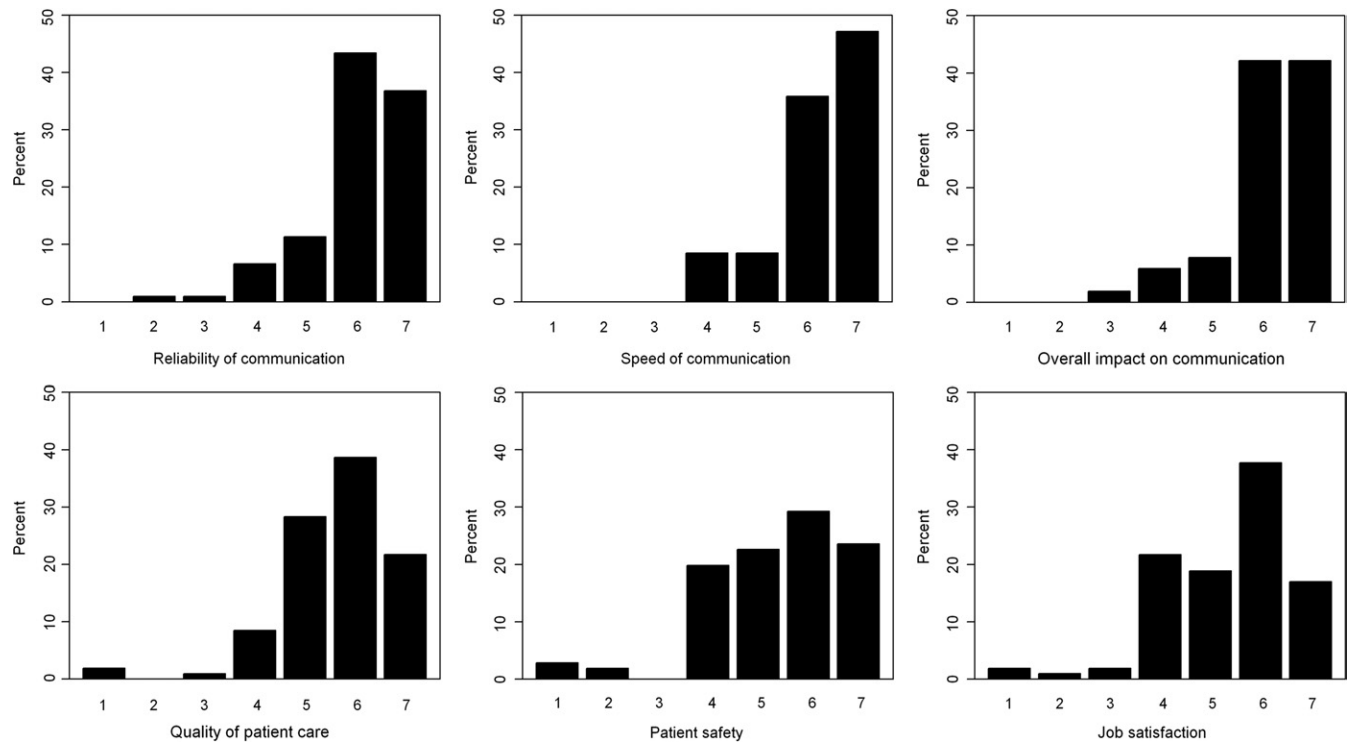 50
40
30
20
10
0
Percent
1 2 3 4 5 6 7
Reliability of communication
50
40
30
20
10
0
Percent
1 2 3 4 5 6 7
Speed of communication
50
40
30
20
10
0
Percent
1 2 3 4 5 6 7
Overall impact on communication
50
40
30
20
10
0
Percent
1 2 3 4 5 6 7
Quality of patient care
50
40
30
20
10
0
Percent
1 2 3 4 5 6 7
Patient safety
50
40
30
20
10
0
Percent
1 2 3 4 5 6 7
Job satisfaction